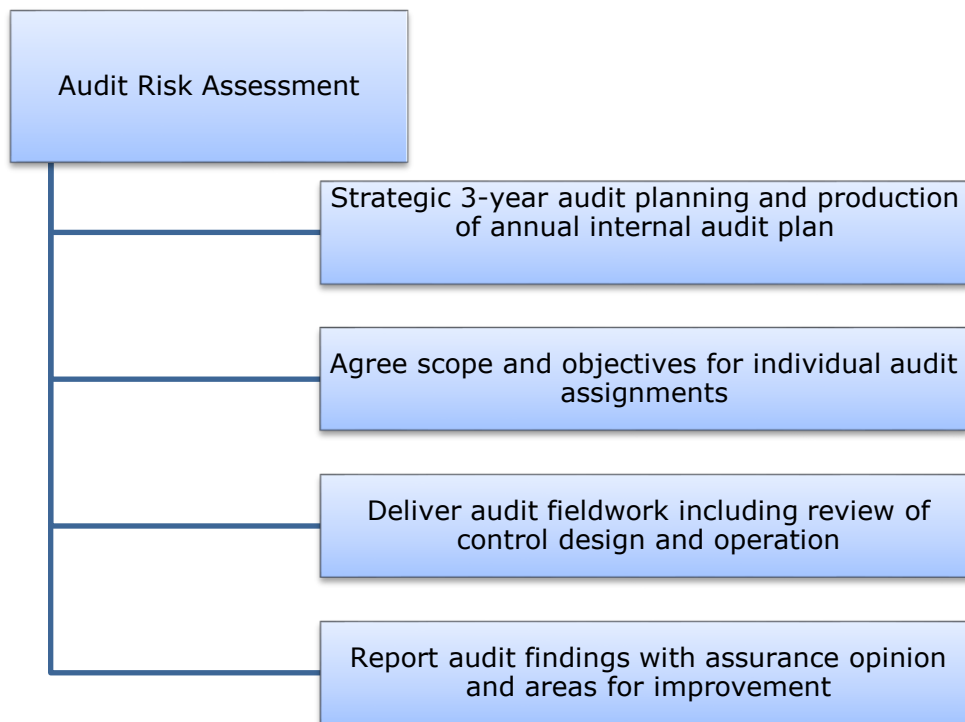 Audit Risk Assessment
Strategic 3-year audit planning and production
of annual internal audit plan
Agree scope and objectives for individual audit
assignments
Deliver audit fieldwork including review of
control design and operation
Report audit findings with assurance opinion
and areas for improvement